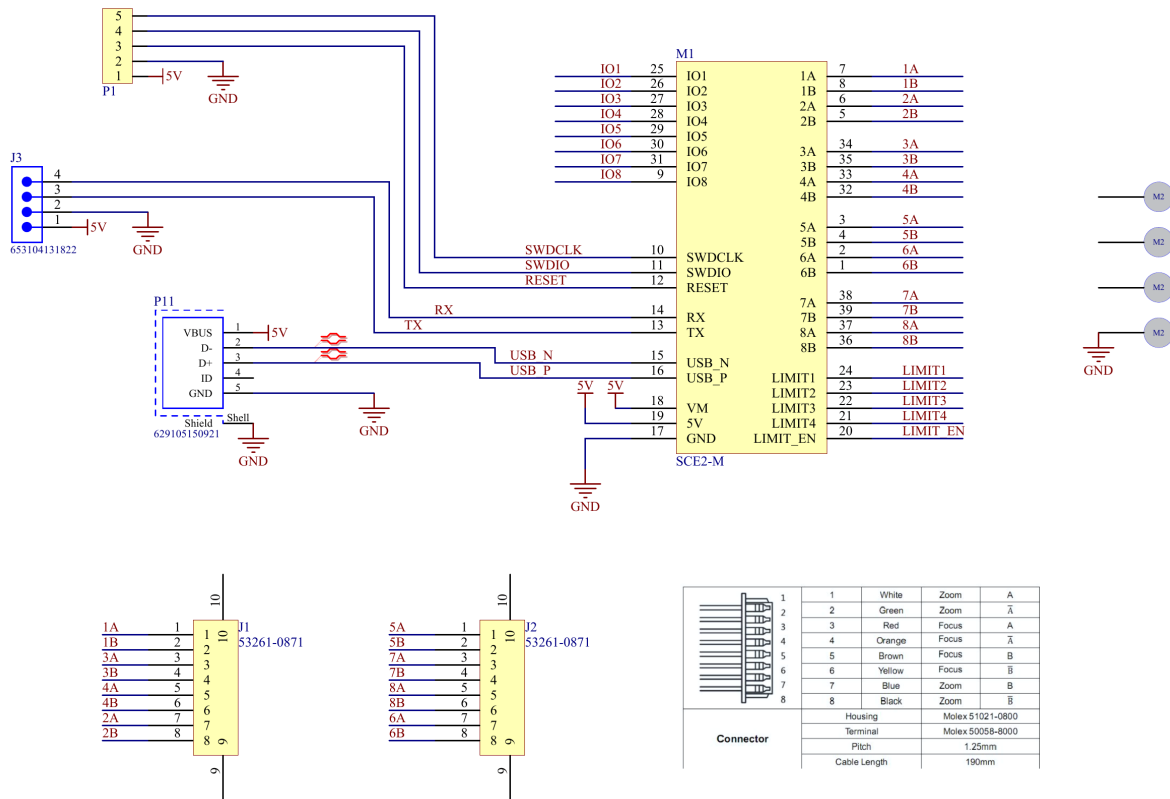 P1
5
4
3
2
1
5V
GND
J3
4
3
2
1
5V
GND
653104131822
P11
VBUS 1 5V
D- 2
D+ 3
ID 4
GND 5
GND
Shield Shell
629105150921
GND
SWDCLK
SWDIO
RESET
RX
TX
USB_N
USB_P
5V 5V
GND
M1
IO1 25 IO1
IO2 26 IO2
IO3 27 IO3
IO4 28 IO4
IO5 29 IO5
IO6 30 IO6
IO7 31 IO7
IO8 9 IO8
10 SWDCLK
11 SWDIO
12 RESET
14 RX
13 TX
15 USB_N
16 USB_P
18 VM
19 5V
17 GND
1A 7 1A
1B 8 1B
2A 6 2A
2B 5 2B
3A 34 3A
3B 35 3B
4A 33 4A
4B 32 4B
5A 3 5A
5B 4 5B
6A 2 6A
6B 1 6B
7A 38 7A
7B 39 7B
8A 37 8A
8B 36 8B
LIMIT1 24 LIMIT1
LIMIT2 23 LIMIT2
LIMIT3 22 LIMIT3
LIMIT4 21 LIMIT4
LIMIT_EN 20 LIMIT_EN
SCE2-M
M2
M2
M2
M2
GND
10
J1
53261-0871
1A 1 1 10
1B 2 2
3A 3 3
3B 4 4
4A 5 5
4B 6 6
2A 7 7
2B 8 8 9
9
10
J2
53261-0871
5A 1 1 10
5B 2 2
7A 3 3
7B 4 4
8A 5 5
8B 6 6
6A 7 7
6B 8 8 9
9
1
2
3
4
5
6
7
8
1 White Zoom A
2 Green Zoom A̅
3 Red Focus A
4 Orange Focus A̅
5 Brown Focus B
6 Yellow Focus B̅
7 Blue Zoom B
8 Black Zoom B̅
Connector
Housing Molex 51021-0800
Terminal Molex 50058-8000
Pitch 1.25mm
Cable Length 190mm